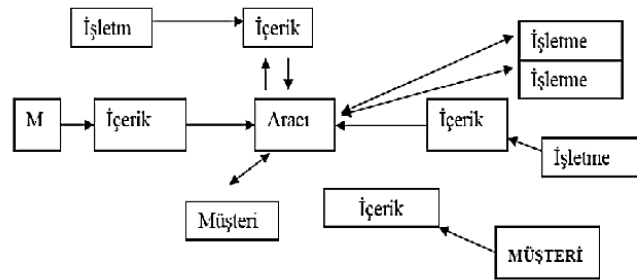 İşletm
İçerik
İşletme
İşletme
M
İçerik
Aracı
İçerik
İşletme
Müşteri
İçerik
MÜŞTERİ